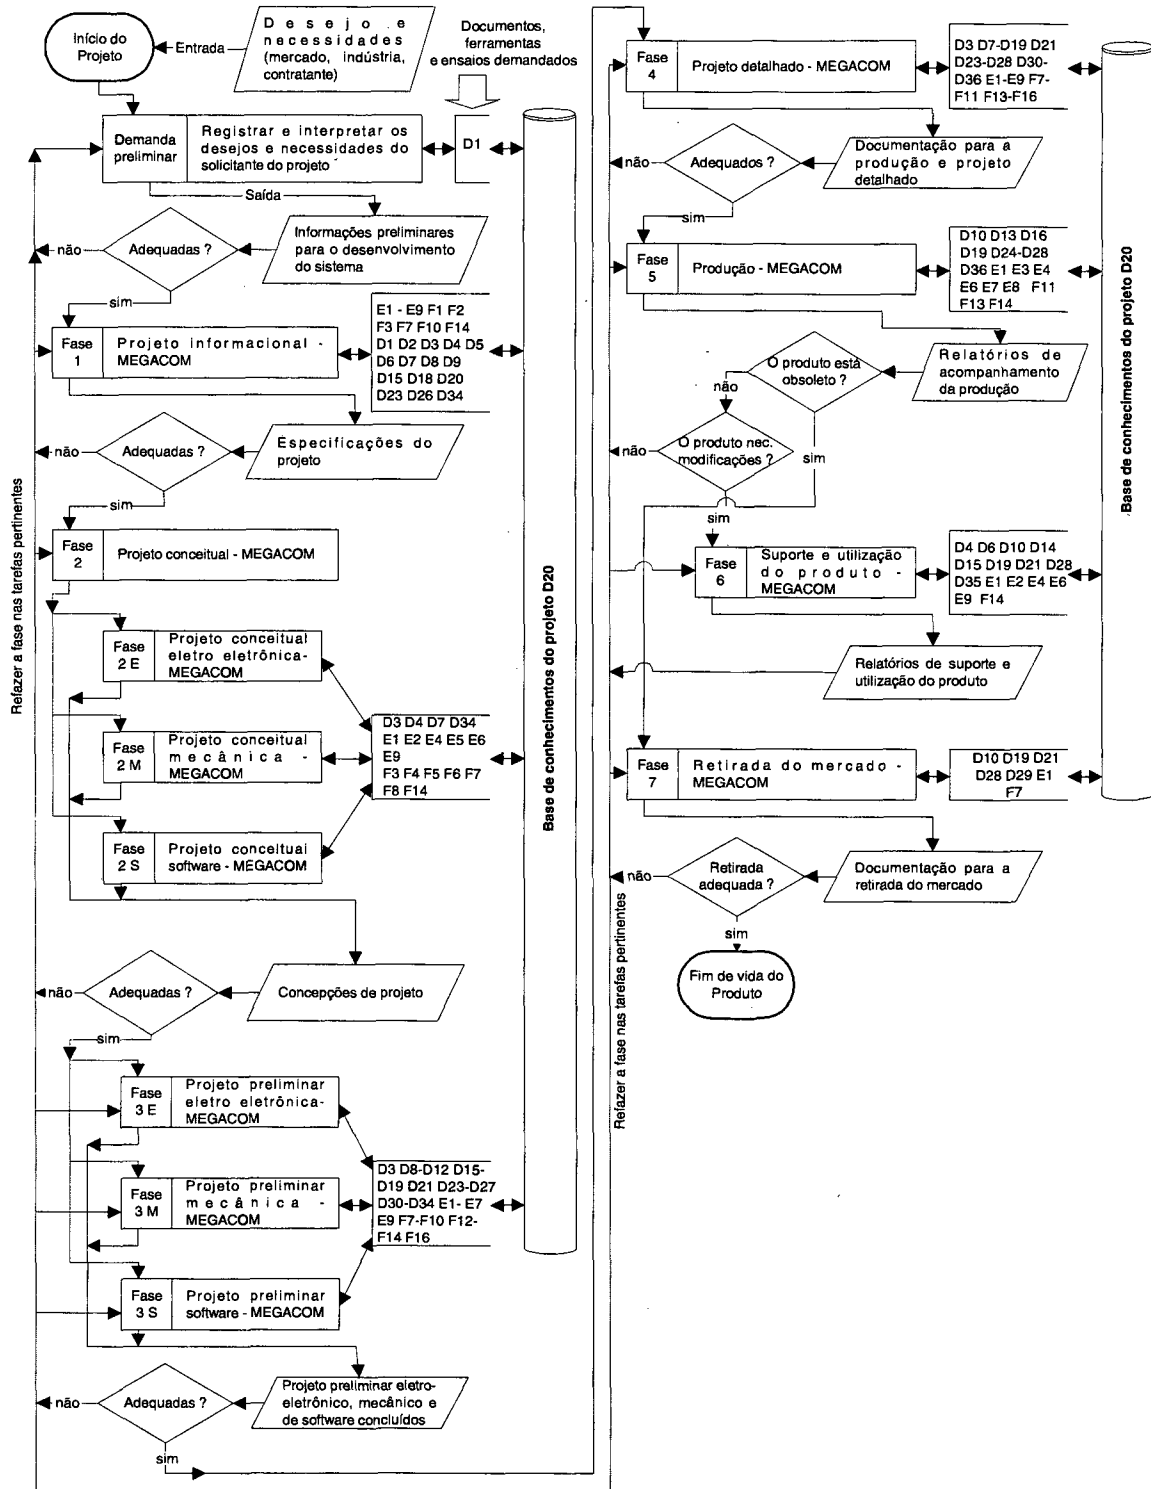 Início do
Projeto
Entrada
Desejo e
necessidades
(mercado, indústria,
contratante)
Documentos,
ferramentas
e ensaios demandados
Demanda
preliminar
Registrar e interpretar os
desejos e necessidades do
solicitante do projeto
D1
Saída
não
Adequadas ?
Informações preliminares
para o desenvolvimento
do sistema
sim
Fase
1
Projeto informacional -
MEGACOM
E1 - E9 F1 F2
F3 F7 F10 F14
D1 D2 D3 D4 D5
D6 D7 D8 D9
D15 D18 D20
D23 D26 D34
não
Adequadas ?
Especificações do
projeto
sim
Fase
2
Projeto conceitual - MEGACOM
Refazer a fase nas tarefas pertinentes
Fase
2 E
Projeto conceitual
eletro eletrônica-
MEGACOM
Fase
2 M
Projeto conceitual
mecânica -
MEGACOM
D3 D4 D7 D34
E1 E2 E4 E5 E6
E9
F3 F4 F5 F6 F7
F8 F14
Fase
2 S
Projeto conceitual
software - MEGACOM
Base de conhecimentos do projeto D20
não
Adequadas ?
Concepções de projeto
sim
Fase
3 E
Projeto preliminar
eletro eletrônica-
MEGACOM
Fase
3 M
Projeto preliminar
mecânica -
MEGACOM
D3 D8-D12 D15-
D19 D21 D23-D27
D30-D34 E1- E7
E9 F7-F10 F12-
F14 F16
Fase
3 S
Projeto preliminar
software - MEGACOM
não
Adequadas ?
Projeto preliminar eletro-
eletrônico, mecânico e
de software concluídos
sim
Fase
4
Projeto detalhado - MEGACOM
D3 D7-D19 D21
D23-D28 D30-
D36 E1-E9 F7-
F11 F13-F16
não
Adequados ?
Documentação para a
produção e projeto
detalhado
sim
Fase
5
Produção - MEGACOM
D10 D13 D16
D19 D24-D28
D36 E1 E3 E4
E6 E7 E8 F11
F13 F14
Base de conhecimentos do projeto D20
O produto está
obsoleto ?
Relatórios de
acompanhamento
da produção
não
não
O produto nec.
modificações ?
sim
sim
Fase
6
Suporte e utilização
do produto -
MEGACOM
D4 D6 D10 D14
D15 D19 D21 D28
D35 E1 E2 E4 E6
E9 F14
Relatórios de suporte e
utilização do produto
Fase
7
Retirada do mercado -
MEGACOM
D10 D19 D21
D28 D29 E1
F7
não
Retirada
adequada ?
Documentação para a
retirada do mercado
sim
Fim de vida do
Produto
Refazer a fase nas tarefas pertinentes